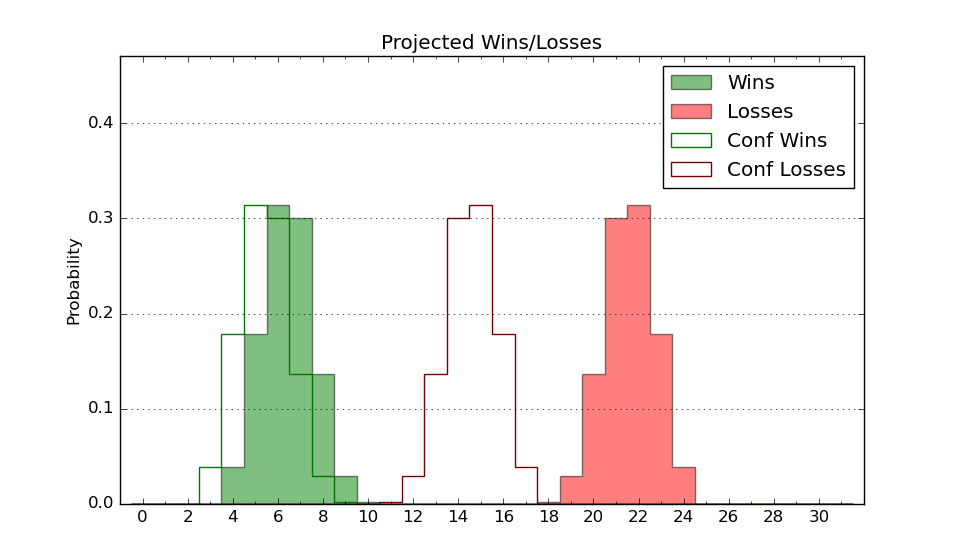 Projected Wins/Losses
Wins
Losses
Conf Wins
Conf Losses
Probability
0.4
0.3
0.2
0.1
0.0
0 2 4 6 8 10 12 14 16 18 20 22 24 26 28 30